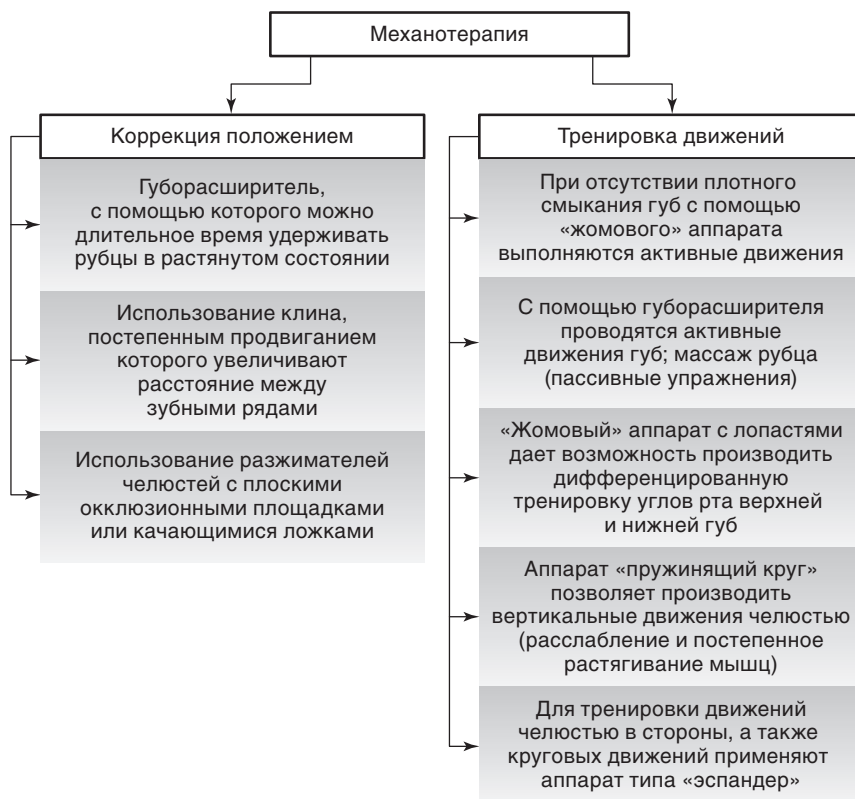 Механотерапия
Коррекция положением
Губорасширитель,
с помощью которого можно
длительное время удерживать
рубцы в растянутом состоянии
Использование клина,
постепенным продвиганием
которого увеличивают
расстояние между
зубными рядами
Использование разжимателей
челюстей с плоскими
окклюзионными площадками
или качающимися ложками
Тренировка движений
При отсутствии плотного
смыкания губ с помощью
«жомового» аппарата
выполняются активные движения
С помощью губорасширителя
проводятся активные
движения губ; массаж рубца
(пассивные упражнения)
«Жомовый» аппарат с лопастями
дает возможность производить
дифференцированную
тренировку углов рта верхней
и нижней губ
Аппарат «пружинящий круг»
позволяет производить
вертикальные движения челюстью
(расслабление и постепенное
растягивание мышц)
Для тренировки движений
челюстью в стороны, а также
круговых движений применяют
аппарат типа «эспандер»